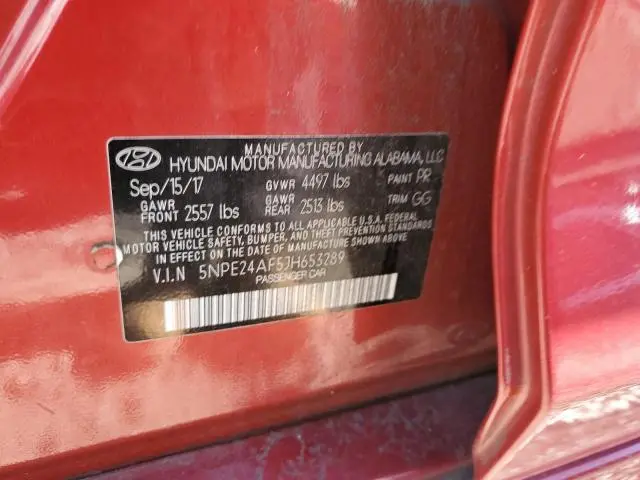 MANUFACTURED BY
HYUNDAI MOTOR MANUFACTURING ALABAMA, LLC
Sep/15/17 GVWR 4497 lbs PAINT PR
GAWR FRONT 2557 lbs GAWR REAR 2513 lbs TRIM GG
THIS VEHICLE CONFORMS TO ALL APPLICABLE U.S.A. FEDERAL
MOTOR VEHICLE SAFETY, BUMPER, AND THEFT PREVENTION STANDARDS
IN EFFECT ON THE DATE OF MANUFACTURE SHOWN ABOVE.
V.I.N 5NPE24AF5JH653289
PASSENGER CAR